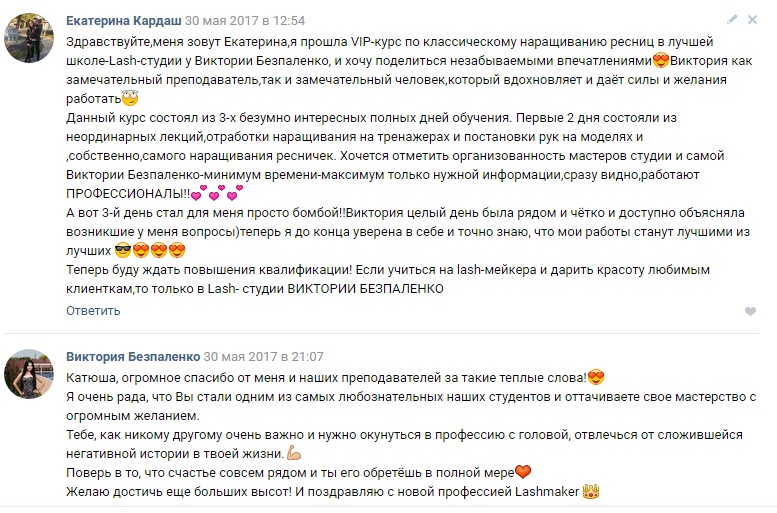 Екатерина Кардаш 30 мая 2017 в 12:54
Здравствуйте,меня зовут Екатерина,я прошла VIP-курс по классическому наращиванию ресниц в лучшей
школе-Lash-студии у Виктории Безпаленко, и хочу поделиться незабываемыми впечатлениями😍Виктория как
замечательный преподаватель,так и замечательный человек,который вдохновляет и даёт силы и желания
работать😇
Данный курс состоял из 3-х безумно интересных полных дней обучения. Первые 2 дня состояли из
неординарных лекций,отработки наращивания на тренажерах и постановки рук на моделях и
,собственно,самого наращивания ресничек. Хочется отметить организованность мастеров студии и самой
Виктории Безпаленко-минимум времени-максимум только нужной информации,сразу видно,работают
ПРОФЕССИОНАЛЫ!!💕💕💕
А вот 3-й день стал для меня просто бомбой!!Виктория целый день была рядом и чётко и доступно объясняла
возникшие у меня вопросы)теперь я до конца уверена в себе и точно знаю, что мои работы станут лучшими из
лучших 😎😍😍😍
Теперь буду ждать повышения квалификации! Если учиться на lash-мейкера и дарить красоту любимым
клиенткам,то только в Lash- студии ВИКТОРИИ БЕЗПАЛЕНКО
Ответить
Виктория Безпаленко 30 мая 2017 в 21:07
Катюша, огромное спасибо от меня и наших преподавателей за такие теплые слова!😍
Я очень рада, что Вы стали одним из самых любознательных наших студентов и оттачиваете свое мастерство с
огромным желанием.
Тебе, как никому другому очень важно и нужно окунуться в профессию с головой, отвлечься от сложившейся
негативной истории в твоей жизни.💪
Поверь в то, что счастье совсем рядом и ты его обретёшь в полной мере❤
Желаю достичь еще больших высот! И поздравляю с новой профессией Lashmaker 👑